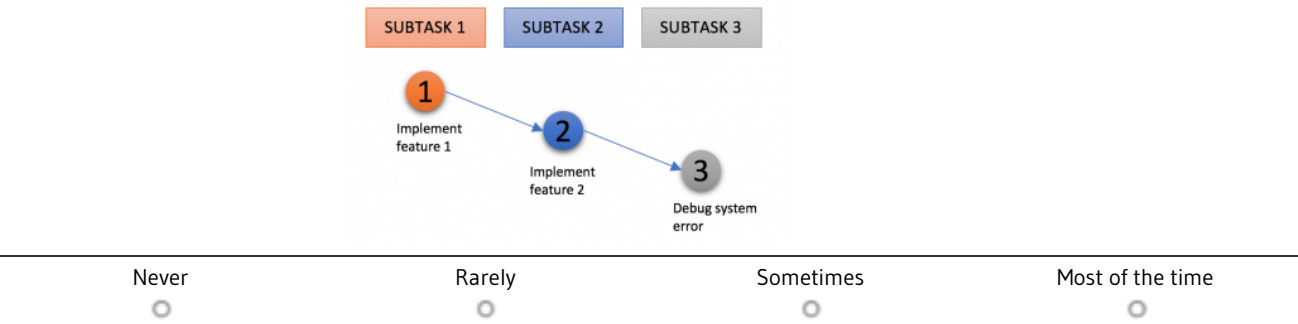 SUBTASK 1 SUBTASK 2 SUBTASK 3
1
Implement
feature 1
2
Implement
feature 2
3
Debug system
error
Never Rarely Sometimes Most of the time